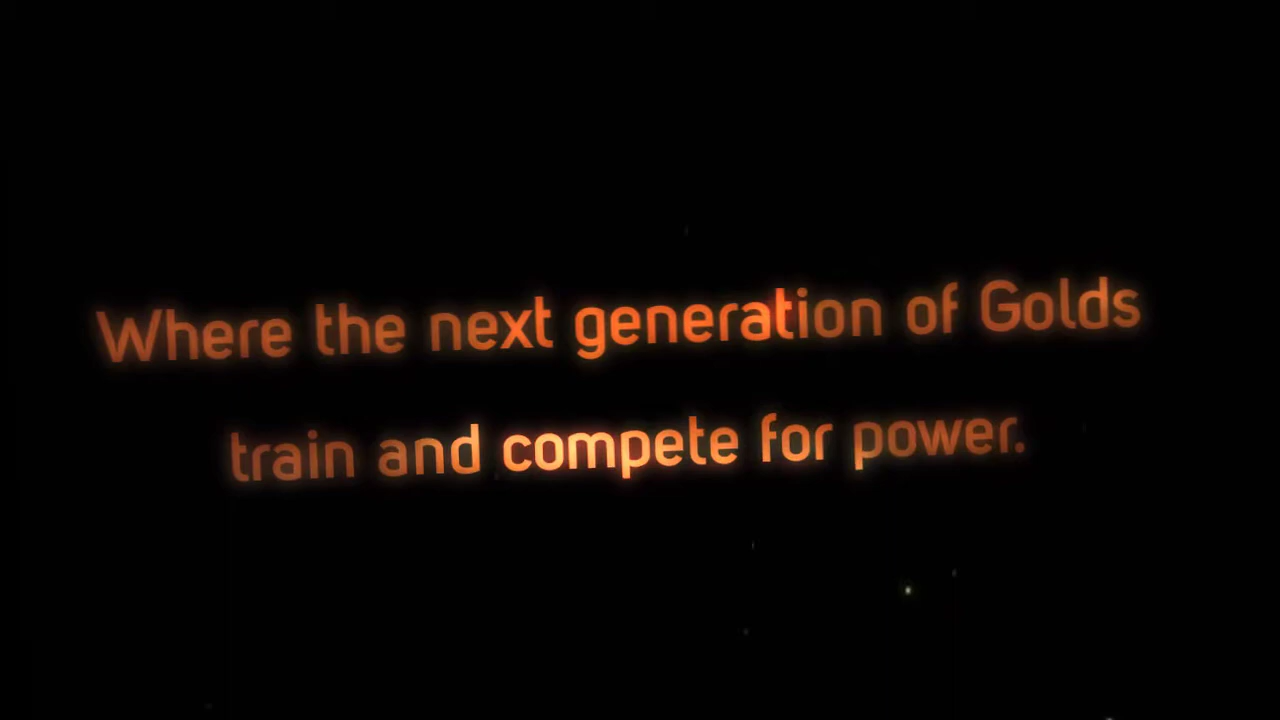 Where the next generation of Golds
train and compete for power.